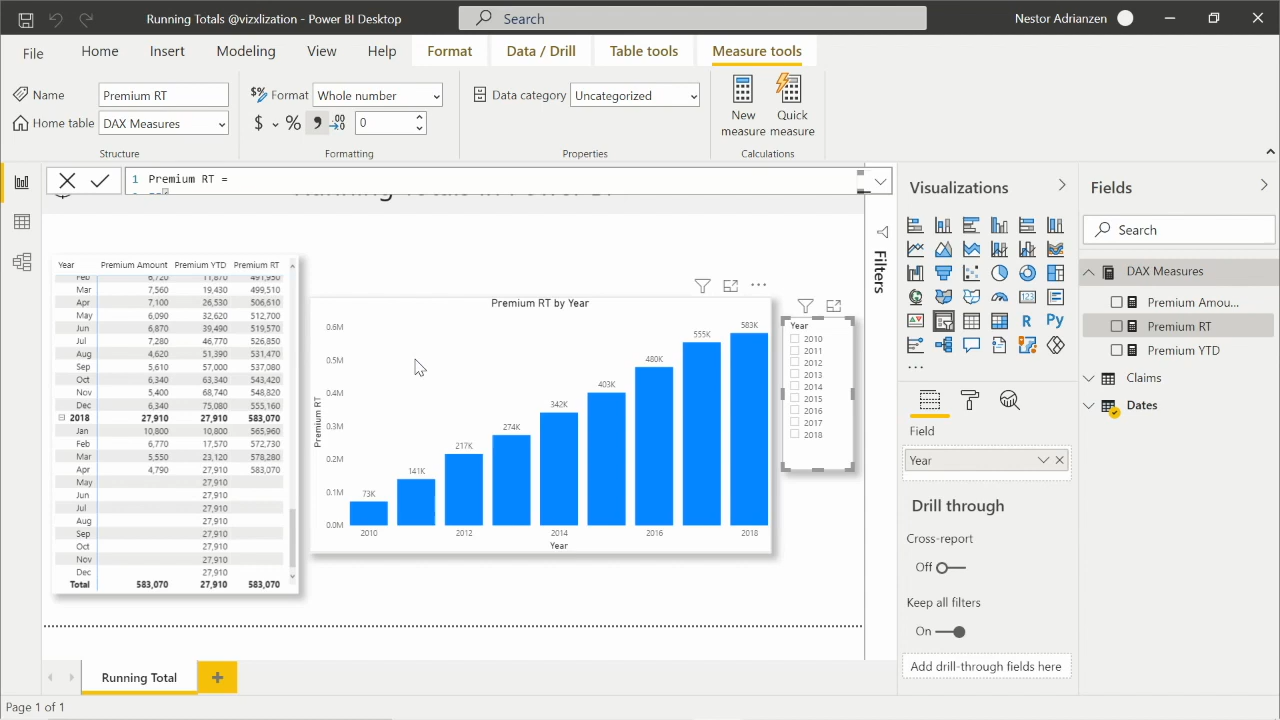 Running Totals @vizxlization - Power BI Desktop
Search
Nestor Adrianzen
File
Home
Insert
Modeling
View
Help
Format
Data / Drill
Table tools
Measure tools
Name
Premium RT
Home table
DAX Measures
Structure
$% Format
Whole number
$ % 9 .00
0
Formatting
Data category
Uncategorized
Properties
New measure
Quick measure
Calculations
1 Premium RT =
Year Premium Amount Premium YTD Premium RT
Feb 6,720 11,870 491,950
Mar 7,560 19,430 499,510
Apr 7,100 26,530 506,610
May 6,090 32,620 512,700
Jun 6,870 39,490 519,570
Jul 7,280 46,770 526,850
Aug 4,620 51,390 531,470
Sep 5,610 57,000 537,080
Oct 6,340 63,340 543,420
Nov 5,400 68,740 548,820
Dec 6,340 75,080 555,160
2018 27,910 27,910 583,070
Jan 10,800 10,800 565,960
Feb 6,770 17,570 572,730
Mar 5,550 23,120 578,280
Apr 4,790 27,910 583,070
May 27,910
Jun 27,910
Jul 27,910
Aug 27,910
Sep 27,910
Oct 27,910
Nov 27,910
Dec 27,910
Total 583,070 27,910 583,070
Premium RT by Year
Premium RT
0.6M
0.5M
0.4M
0.3M
0.2M
0.1M
0.0M
73K
141K
217K
274K
342K
403K
480K
555K
583K
2010 2012 2014 2016 2018
Year
Year
2010
2011
2012
2013
2014
2015
2016
2017
2018
Filters
Visualizations
123
R
Py
Field
Year
Drill through
Cross-report
Off
Keep all filters
On
Add drill-through fields here
Fields
Search
DAX Measures
Premium Amou...
Premium RT
Premium YTD
Claims
Dates
Running Total
Page 1 of 1